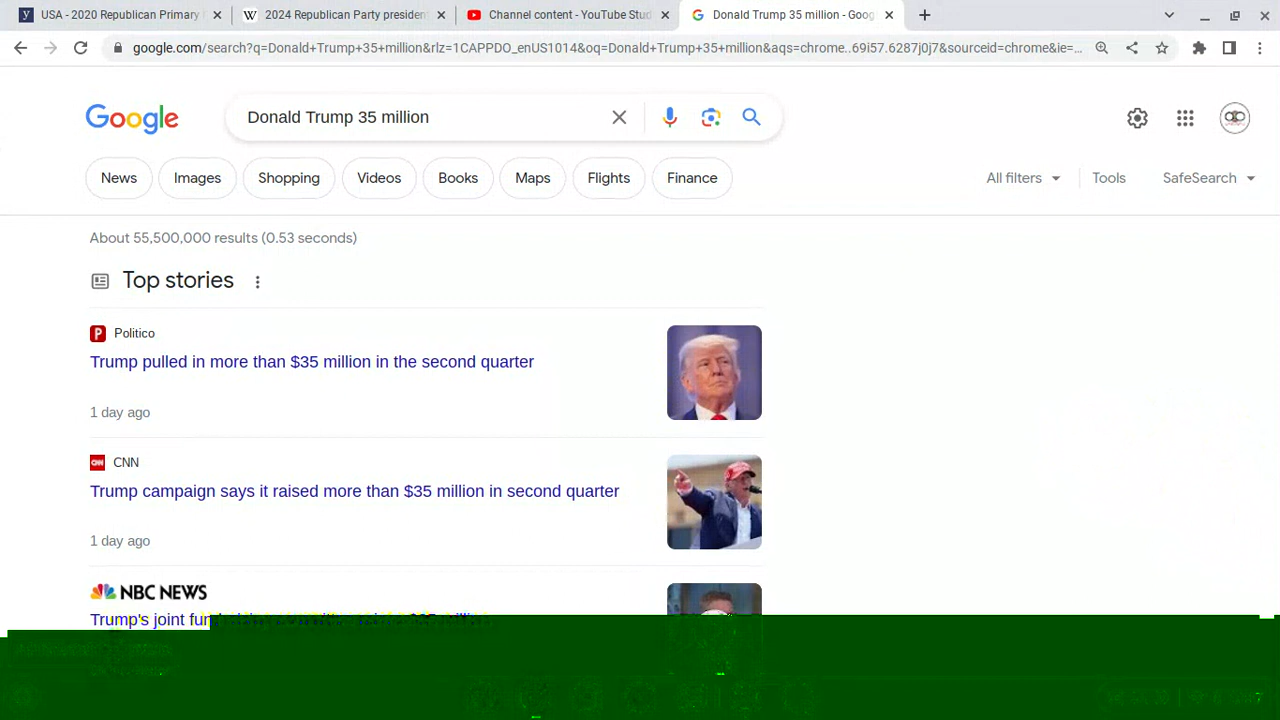 USA - 2020 Republican Primary
2024 Republican Party president
Channel content - YouTube Stud
Donald Trump 35 million - Goog
google.com/search?q=Donald+Trump+35+million&rlz=1CAPPDO_enUS1014&oq=Donald+Trump+35+million&aqs=chrome..69i57.6287j0j7&sourceid=chrome&ie=...
Google
Donald Trump 35 million
News
Images
Shopping
Videos
Books
Maps
Flights
Finance
All filters
Tools
SafeSearch
About 55,500,000 results (0.53 seconds)
Top stories
Politico
Trump pulled in more than $35 million in the second quarter
1 day ago
CNN
Trump campaign says it raised more than $35 million in second quarter
1 day ago
NBC NEWS
Trump's joint